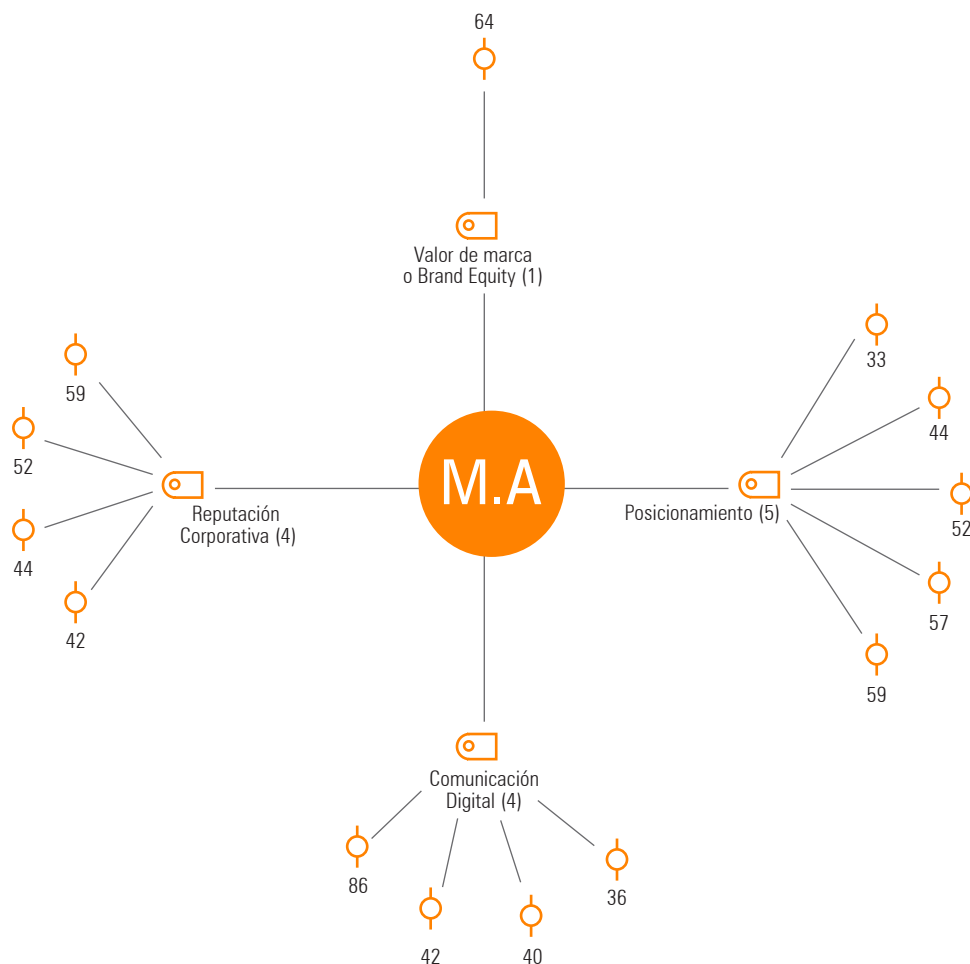 64
Valor de marca
o Brand Equity (1)
59
52
44
42
Reputación
Corporativa (4)
M.A
Posicionamiento (5)
33
44
52
57
59
Comunicación
Digital (4)
86
42
40
36